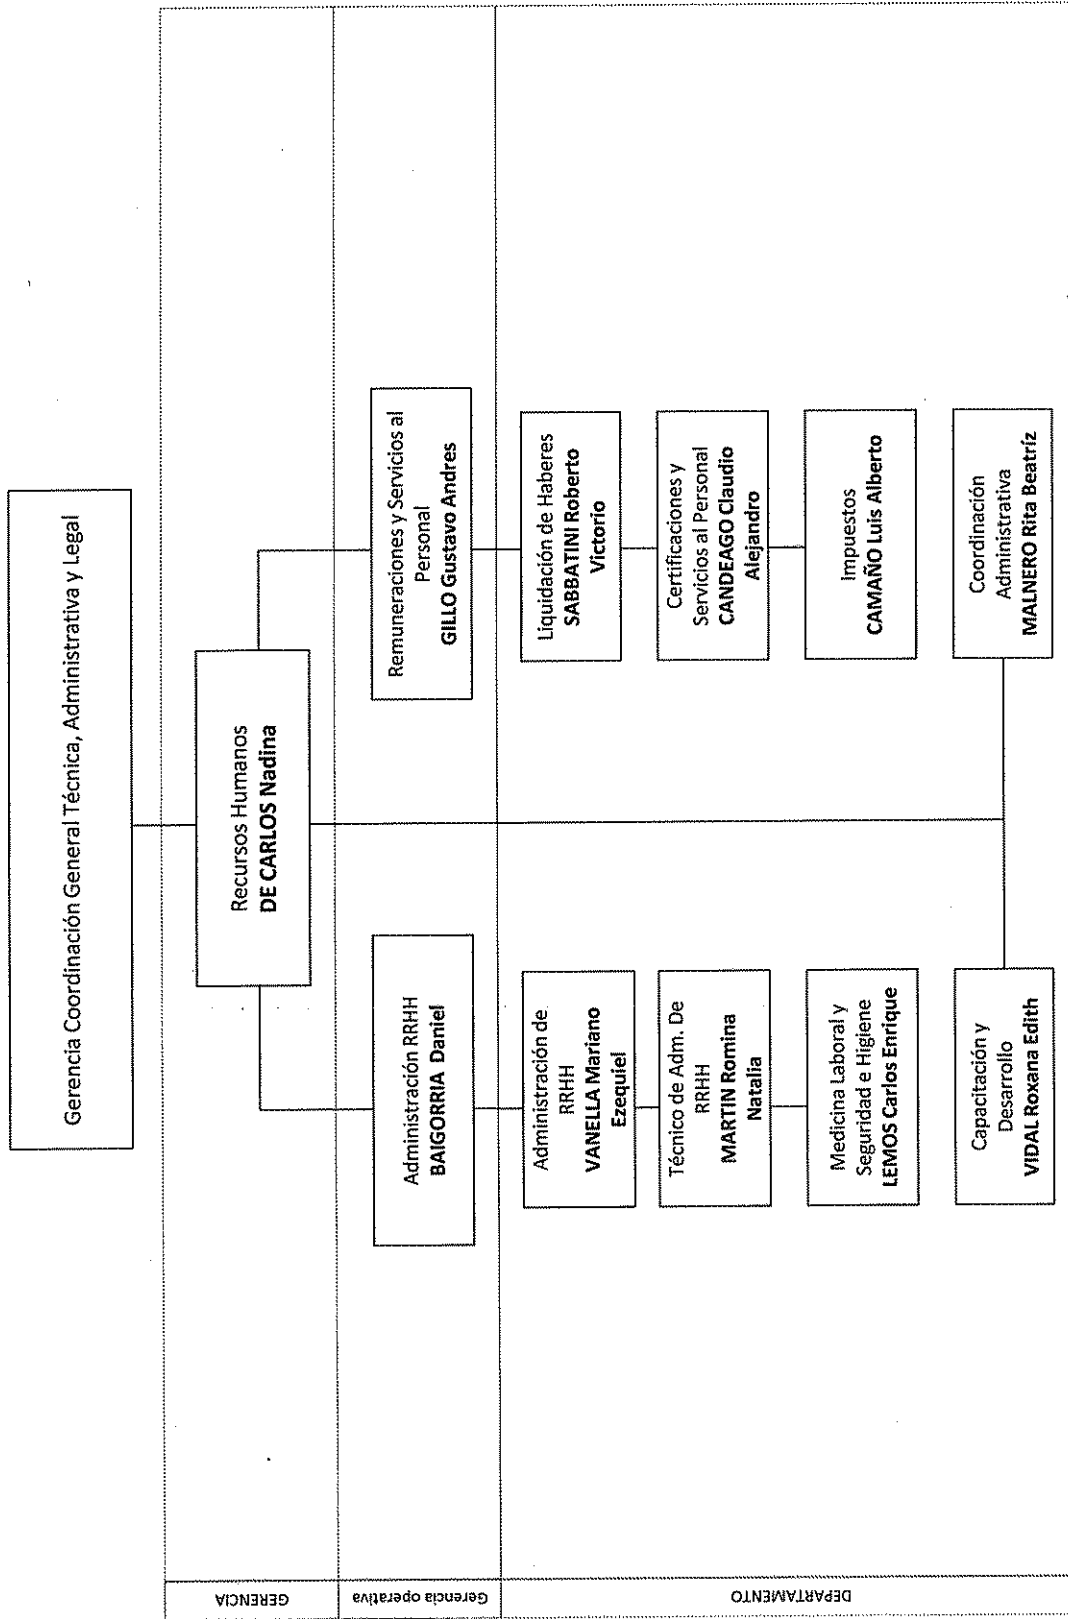 Gerencia Coordinación General Técnica, Administrativa y Legal
GERENCIA
Recursos Humanos
DE CARLOS Nadina
Gerencia operativa
Administración RRHH
BAIGORRIA Daniel
Remuneraciones y Servicios al
Personal
GILLO Gustavo Andres
DEPARTAMENTO
Administración de
RRHH
VANELLA Mariano
Ezequiel
Liquidación de Haberes
SABBATINI Roberto
Victorio
Técnico de Adm. De
RRHH
MARTIN Romina
Natalia
Certificaciones y
Servicios al Personal
CANDEAGO Claudio
Alejandro
Medicina Laboral y
Seguridad e Higiene
LEMOS Carlos Enrique
Impuestos
CAMAÑO Luis Alberto
Capacitación y
Desarrollo
VIDAL Roxana Edith
Coordinación
Administrativa
MALNERO Rita Beatríz